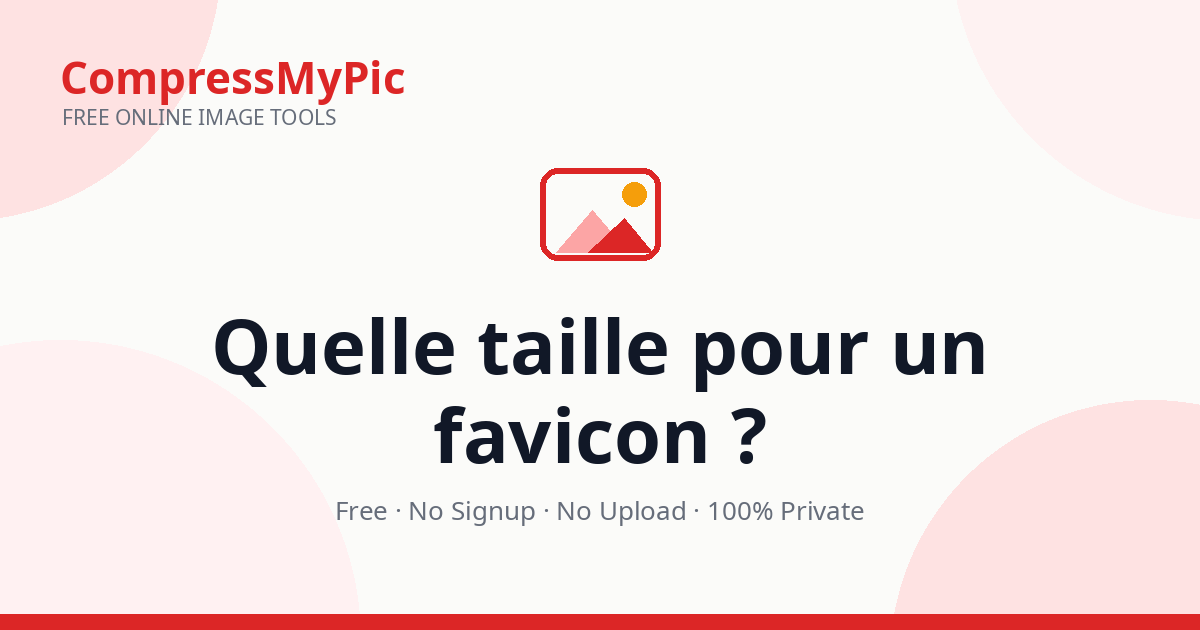 CompressMyPic
FREE ONLINE IMAGE TOOLS
Quelle taille pour un
favicon ?
Free · No Signup · No Upload · 100% Private